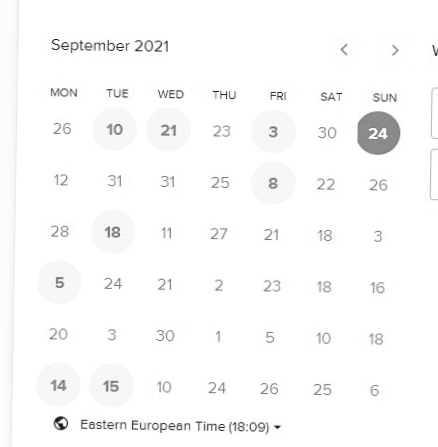 September 2021 < >
MON TUE WED THU FRI SAT SUN
26 10 21 23 3 30 24
12 31 31 25 8 22 26
28 18 11 27 21 18 3
5 24 21 2 23 18 16
20 3 30 1 5 10 18
14 15 10 24 26 25 6
Eastern European Time (18:09)